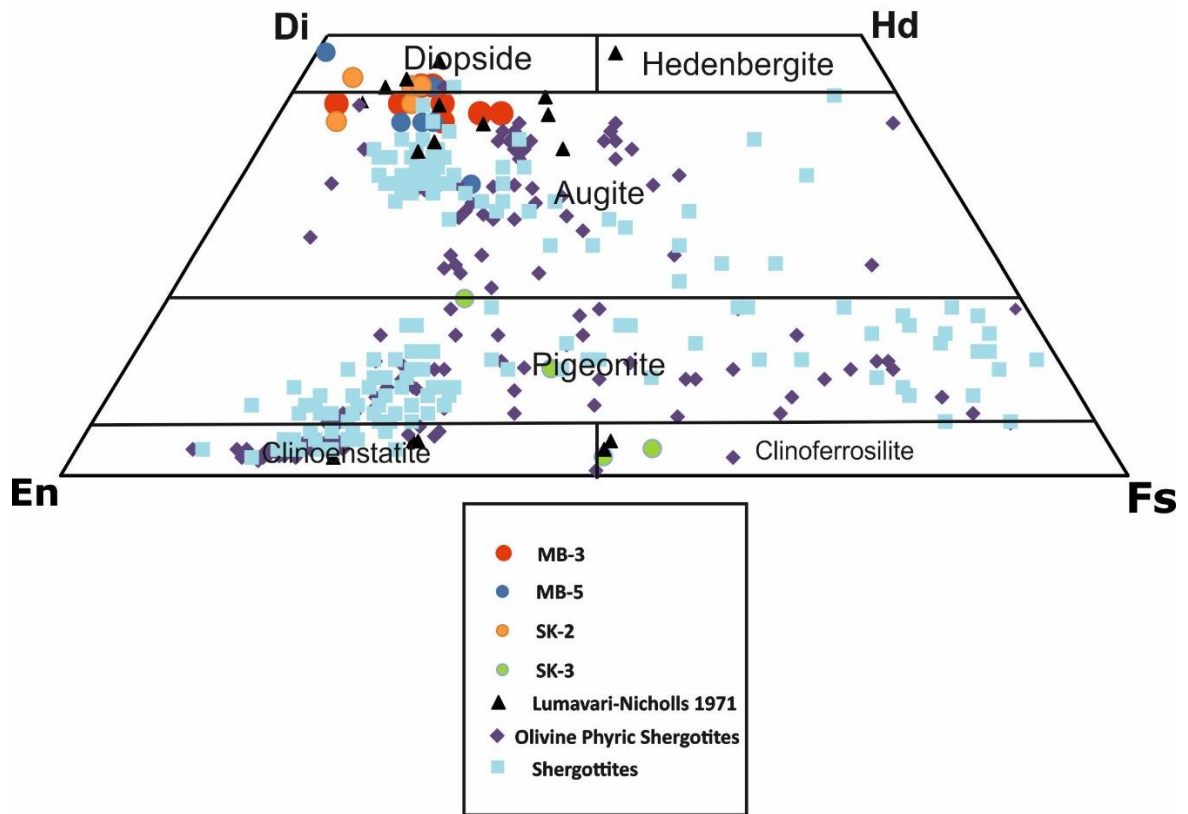 Di
Hd
Diopside
Hedenbergite
Augite
Pigeonite
Clinoenstatite
Clinoferrosilite
En
Fs
MB-3
MB-5
SK-2
SK-3
Lumavari-Nicholls 1971
Olivine Phyric Shergotites
Shergottites